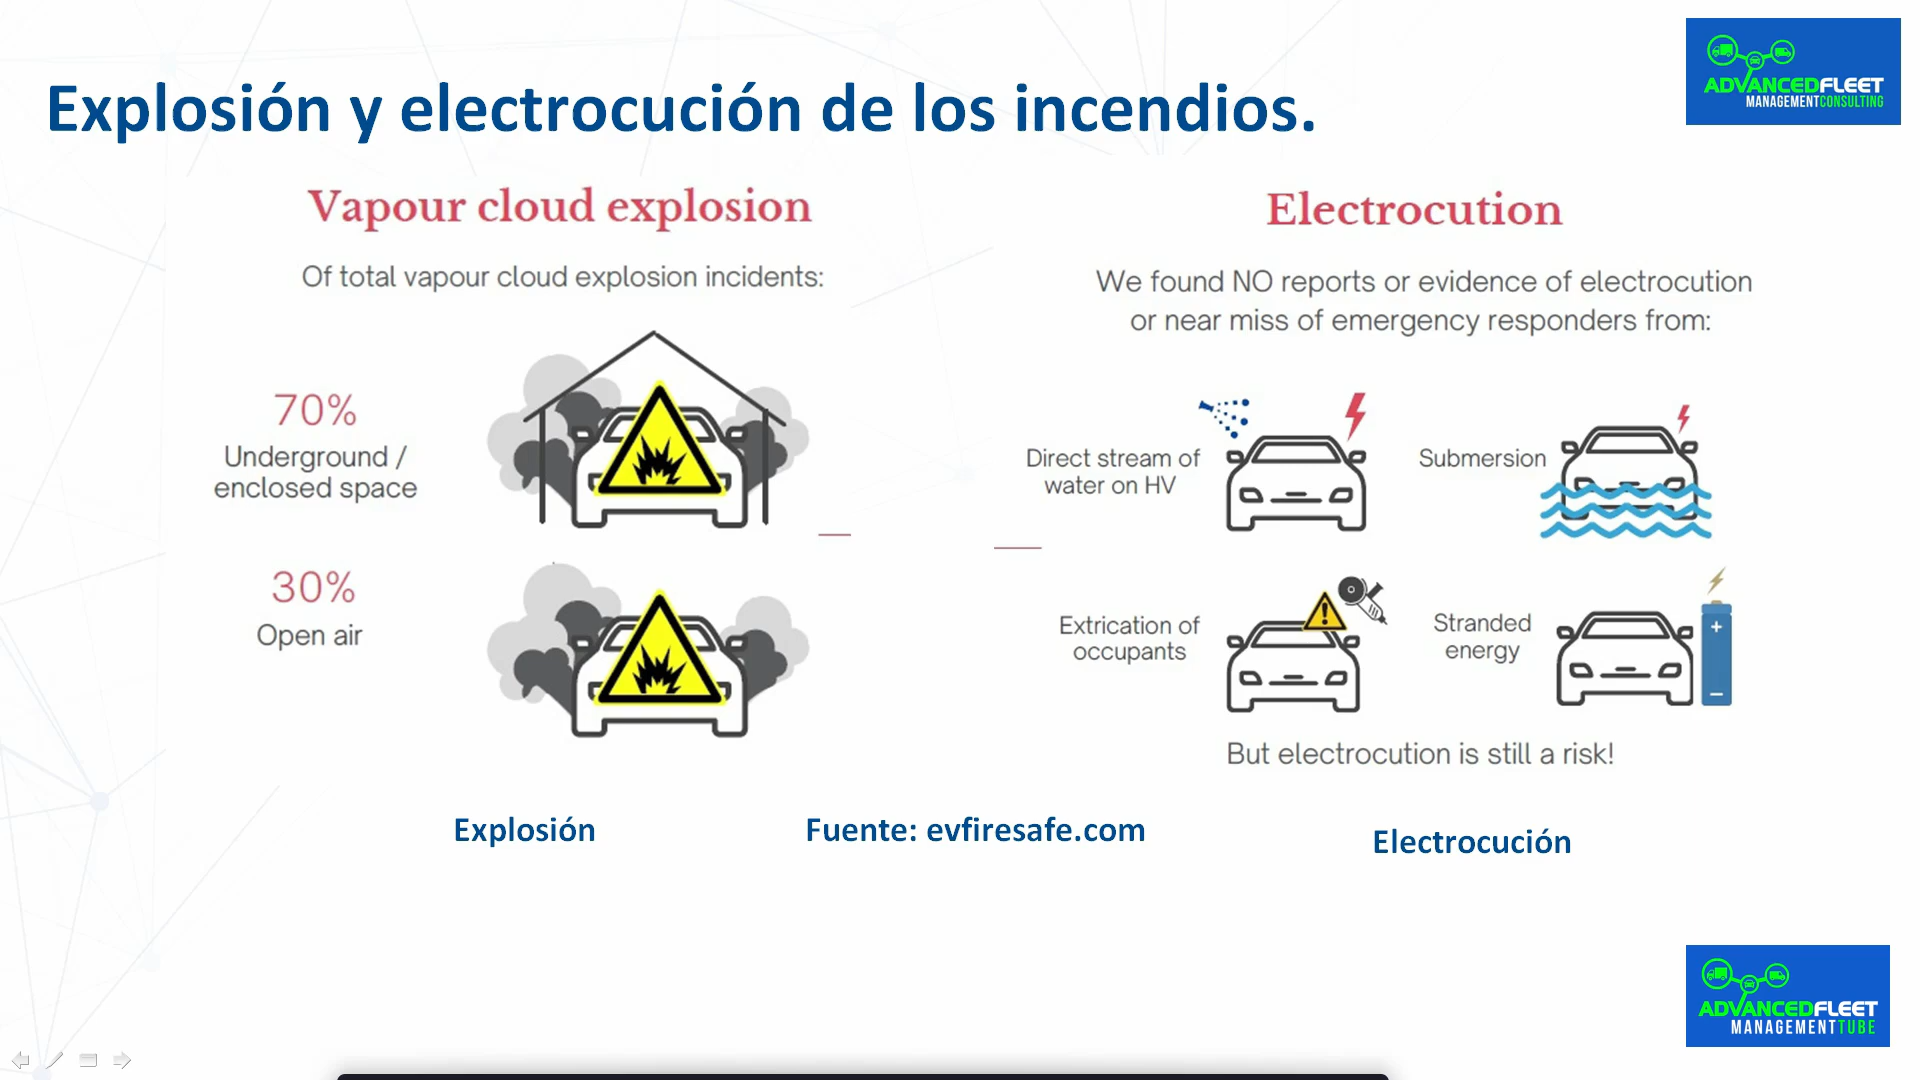 Explosión y electrocución de los incendios.
ADVANCEDFLEET
MANAGEMENTCONSULTING
Vapour cloud explosion
Of total vapour cloud explosion incidents:
70%
Underground /
enclosed space
30%
Open air
Electrocution
We found NO reports or evidence of electrocution
or near miss of emergency responders from:
Direct stream of
water on HV
Submersion
Extrication of
occupants
Stranded
energy
But electrocution is still a risk!
Explosión
Fuente: evfiresafe.com
Electrocución
ADVANCEDFLEET
MANAGEMENTTUBE